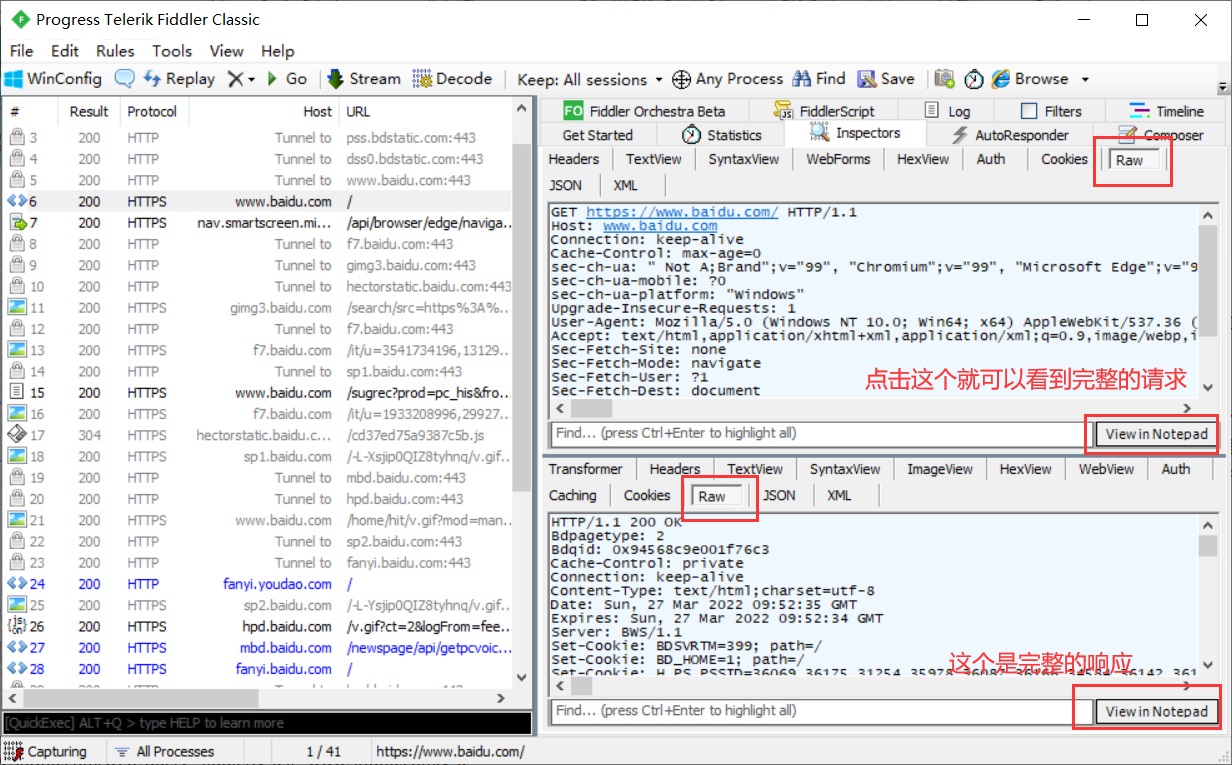 Progress Telerik Fiddler Classic
File Edit Rules Tools View Help
WinConfig Replay Go Stream Decode Keep: All sessions Any Process Find Save Browse
# Result Protocol Host URL
3 200 HTTP Tunnel to pss.bdstatic.com:443
4 200 HTTP Tunnel to dss0.bdstatic.com:443
5 200 HTTP Tunnel to www.baidu.com:443
6 200 HTTPS www.baidu.com /
7 200 HTTPS nav.smartscreen.mi... /api/browser/edge/naviga...
8 200 HTTP Tunnel to f7.baidu.com:443
9 200 HTTP Tunnel to gimg3.baidu.com:443
10 200 HTTP Tunnel to hectorstatic.baidu.com:443
11 200 HTTPS gimg3.baidu.com /search/src=https%3A%...
12 200 HTTP Tunnel to f7.baidu.com:443
13 200 HTTPS f7.baidu.com /it/u=3541734196,13129...
14 200 HTTP Tunnel to sp1.baidu.com:443
15 200 HTTPS www.baidu.com /sugrec?prod=pc_his&fro...
16 200 HTTPS f7.baidu.com /it/u=1933208996,29927...
17 304 HTTPS hectorstatic.baidu.c... /cd37ed75a9387c5b.js
18 200 HTTPS sp1.baidu.com /-L-Xsjip0QIZ8tyhnq/v.gif...
19 200 HTTP Tunnel to mbd.baidu.com:443
20 200 HTTP Tunnel to hpd.baidu.com:443
21 200 HTTPS www.baidu.com /home/hit/v.gif?mod=man...
22 200 HTTP Tunnel to sp2.baidu.com:443
23 200 HTTP Tunnel to fanyi.baidu.com:443
24 200 HTTP fanyi.youdao.com /
25 200 HTTPS sp2.baidu.com /-L-Ysjip0QIZ8tyhnq/v.gif...
26 200 HTTPS hpd.baidu.com /v.gif?ct=2&logFrom=fee...
27 200 HTTPS mbd.baidu.com /newspage/api/getpcvoic...
28 200 HTTPS fanyi.baidu.com /
[QuickExec] ALT+Q > type HELP to learn more
Capturing All Processes 1 / 41 https://www.baidu.com/
FO Fiddler Orchestra Beta FiddlerScript Log Filters Timeline
Get Started Statistics Inspectors AutoResponder Composer
Headers TextView SyntaxView WebForms HexView Auth Cookies Raw
JSON XML
GET https://www.baidu.com/ HTTP/1.1
Host: www.baidu.com
Connection: keep-alive
Cache-Control: max-age=0
sec-ch-ua: " Not A;Brand";v="99", "Chromium";v="99", "Microsoft Edge";v="9
sec-ch-ua-mobile: ?0
sec-ch-ua-platform: "Windows"
Upgrade-Insecure-Requests: 1
User-Agent: Mozilla/5.0 (Windows NT 10.0; Win64; x64) AppleWebKit/537.36 (
Accept: text/html,application/xhtml+xml,application/xml;q=0.9,image/webp,i
Sec-Fetch-Site: none
Sec-Fetch-Mode: navigate
Sec-Fetch-User: ?1
Sec-Fetch-Dest: document
点击这个就可以看到完整的请求
Find... (press Ctrl+Enter to highlight all) View in Notepad
Transformer Headers TextView SyntaxView ImageView HexView WebView Auth
Caching Cookies Raw JSON XML
HTTP/1.1 200 OK
Bdpagetype: 2
Bdqid: 0x94568c9e001f76c3
Cache-Control: private
Connection: keep-alive
Content-Type: text/html;charset=utf-8
Date: Sun, 27 Mar 2022 09:52:35 GMT
Expires: Sun, 27 Mar 2022 09:52:34 GMT
Server: BWS/1.1
Set-Cookie: BDSVRTM=399; path=/
Set-Cookie: BD_HOME=1; path=/
Set-Cookie: H_PS_PSSID=36069_36175_31254_35978
这个是完整的响应
Find... (press Ctrl+Enter to highlight all) View in Notepad